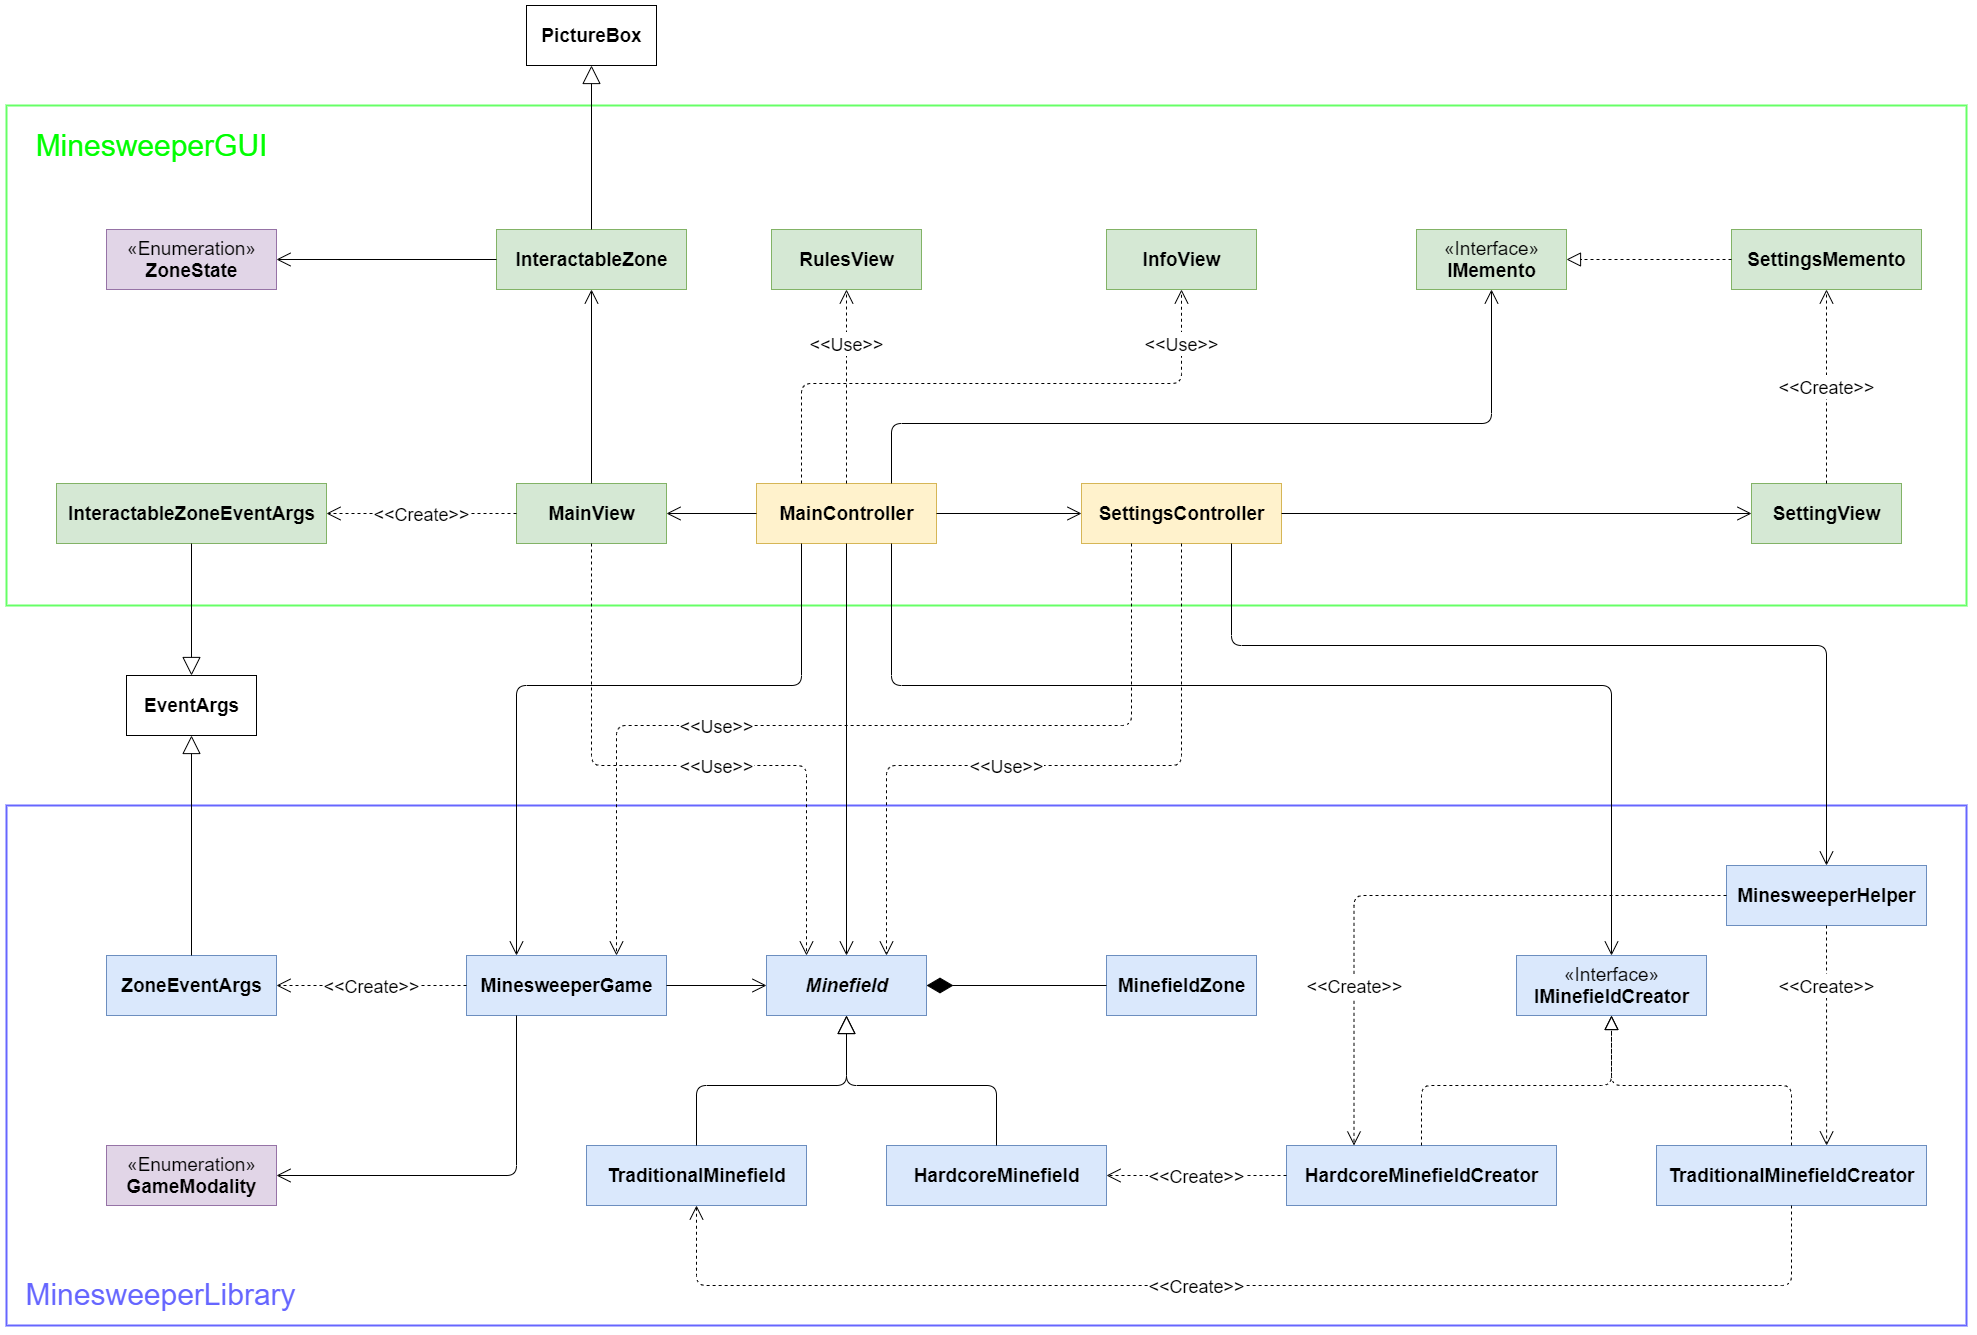 PictureBox
MinesweeperGUI
«Enumeration»
ZoneState
InteractableZone
RulesView
InfoView
«Interface»
IMemento
SettingsMemento
<<Use>>
<<Use>>
<<Create>>
InteractableZoneEventArgs
<<Create>>
MainView
MainController
SettingsController
SettingView
EventArgs
<<Use>>
<<Use>>
<<Use>>
MinesweeperHelper
ZoneEventArgs
<<Create>>
MinesweeperGame
Minefield
MinefieldZone
<<Create>>
«Interface»
IMinefieldCreator
<<Create>>
«Enumeration»
GameModality
TraditionalMinefield
HardcoreMinefield
<<Create>>
HardcoreMinefieldCreator
TraditionalMinefieldCreator
<<Create>>
MinesweeperLibrary